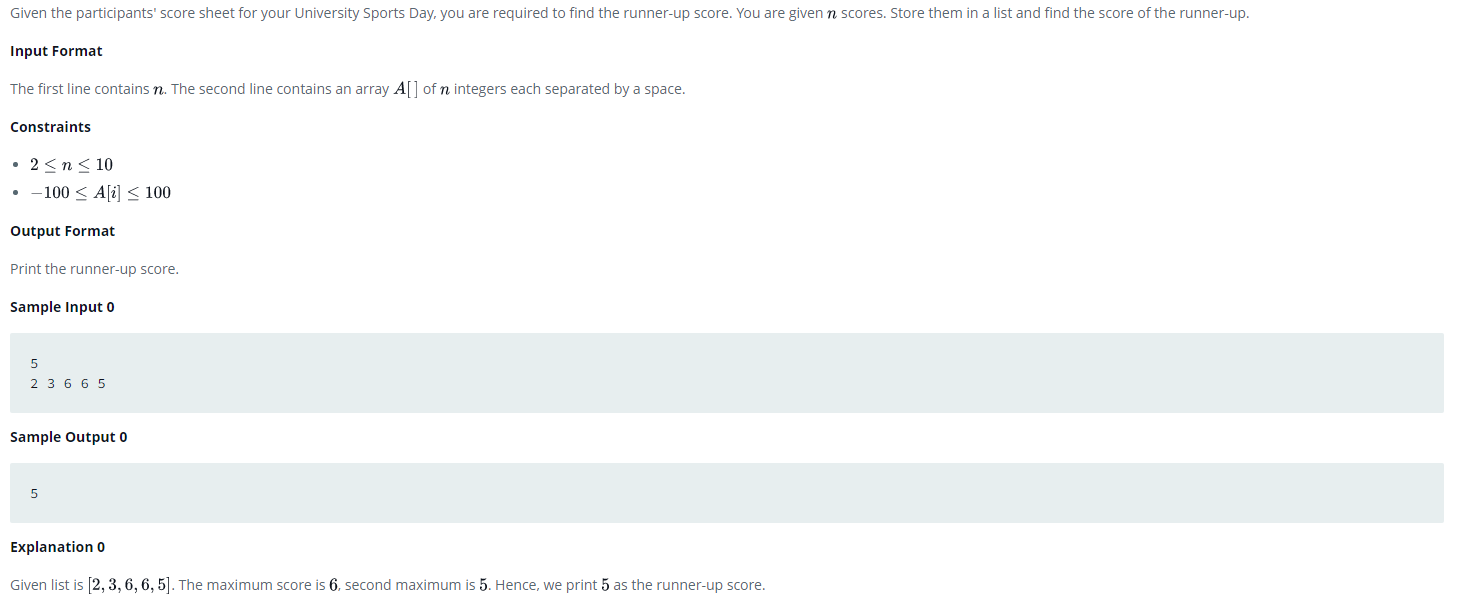 Given the participants' score sheet for your University Sports Day, you are required to find the runner-up score. You are given n scores. Store them in a list and find the score of the runner-up.
Input Format
The first line contains n. The second line contains an array A[] of n integers each separated by a space.
Constraints
• 2 ≤ n ≤ 10
• −100 ≤ A[i] ≤ 100
Output Format
Print the runner-up score.
Sample Input 0
5
2 3 6 6 5
Sample Output 0
5
Explanation 0
Given list is [2, 3, 6, 6, 5]. The maximum score is 6, second maximum is 5. Hence, we print 5 as the runner-up score.